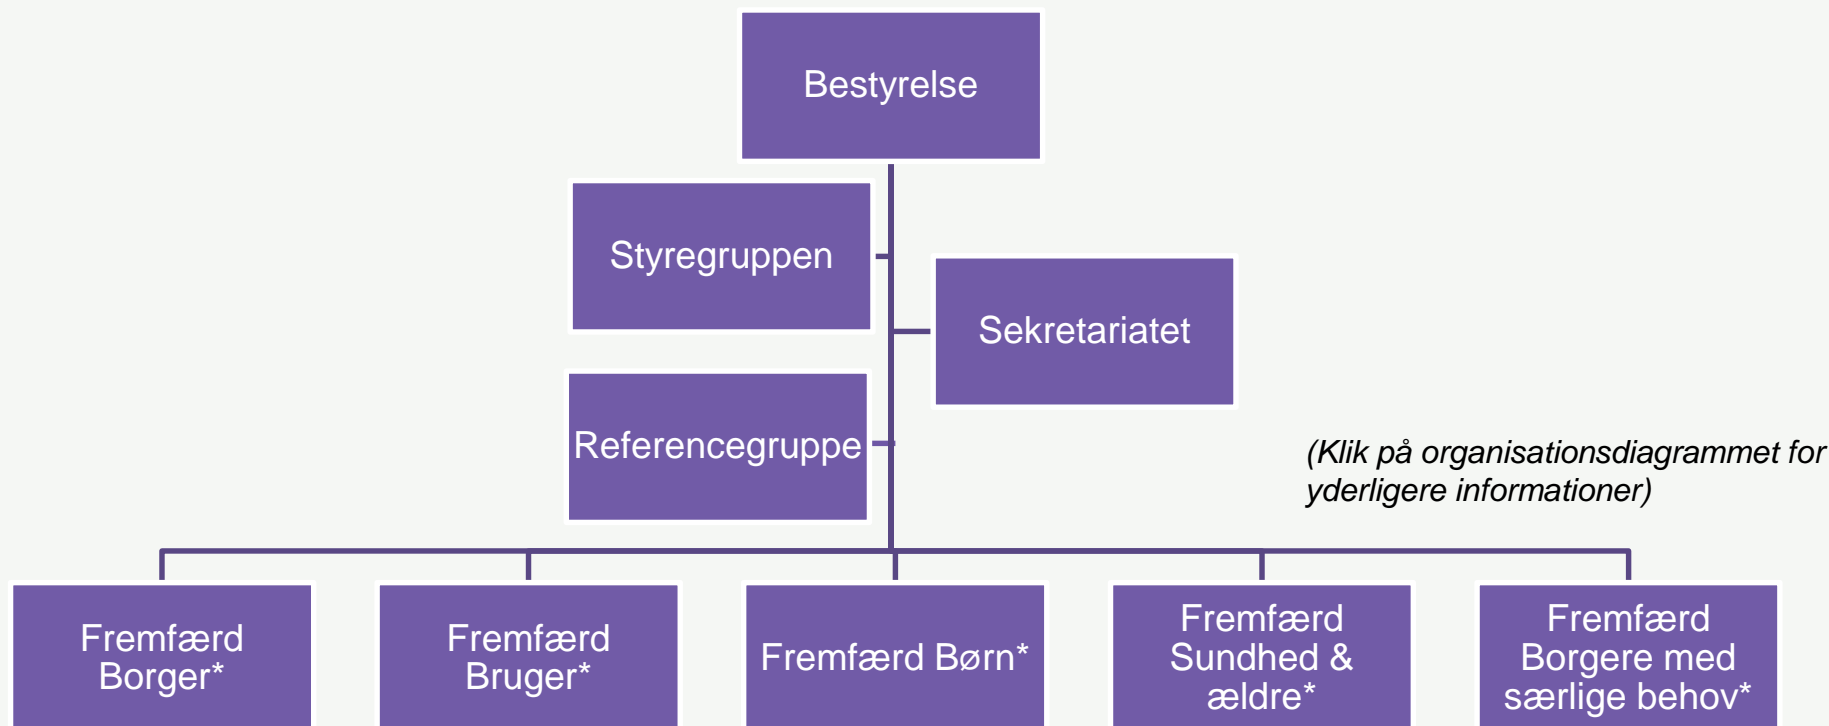 Bestyrelse
Styregruppen
Sekretariatet
Referencegruppe
(Klik på organisationsdiagrammet for
yderligere informationer)
Fremfærd
Borger*
Fremfærd
Bruger*
Fremfærd Børn*
Fremfærd
Sundhed &
ældre*
Fremfærd
Borgere med
særlige behov*